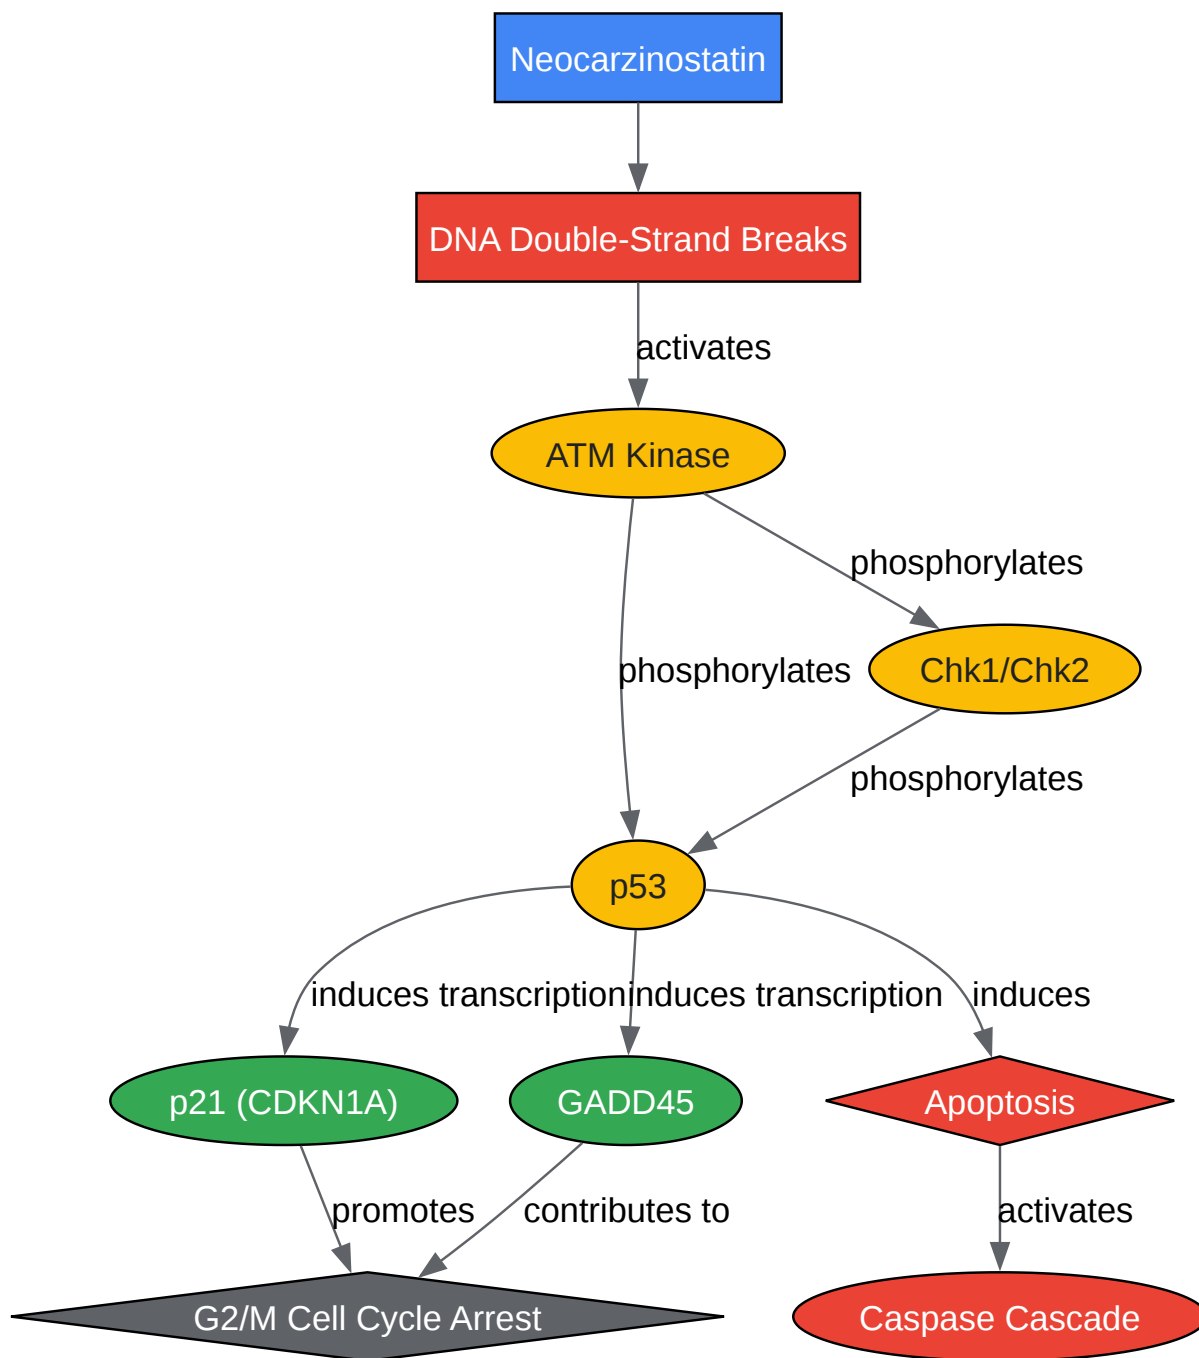 Neocarzinostatin
DNA Double-Strand Breaks
activates
ATM Kinase
phosphorylates
phosphorylates
Chk1/Chk2
phosphorylates
p53
induces transcription
induces transcription
induces
p21 (CDKN1A)
GADD45
Apoptosis
promotes
contributes to
activates
G2/M Cell Cycle Arrest
Caspase Cascade